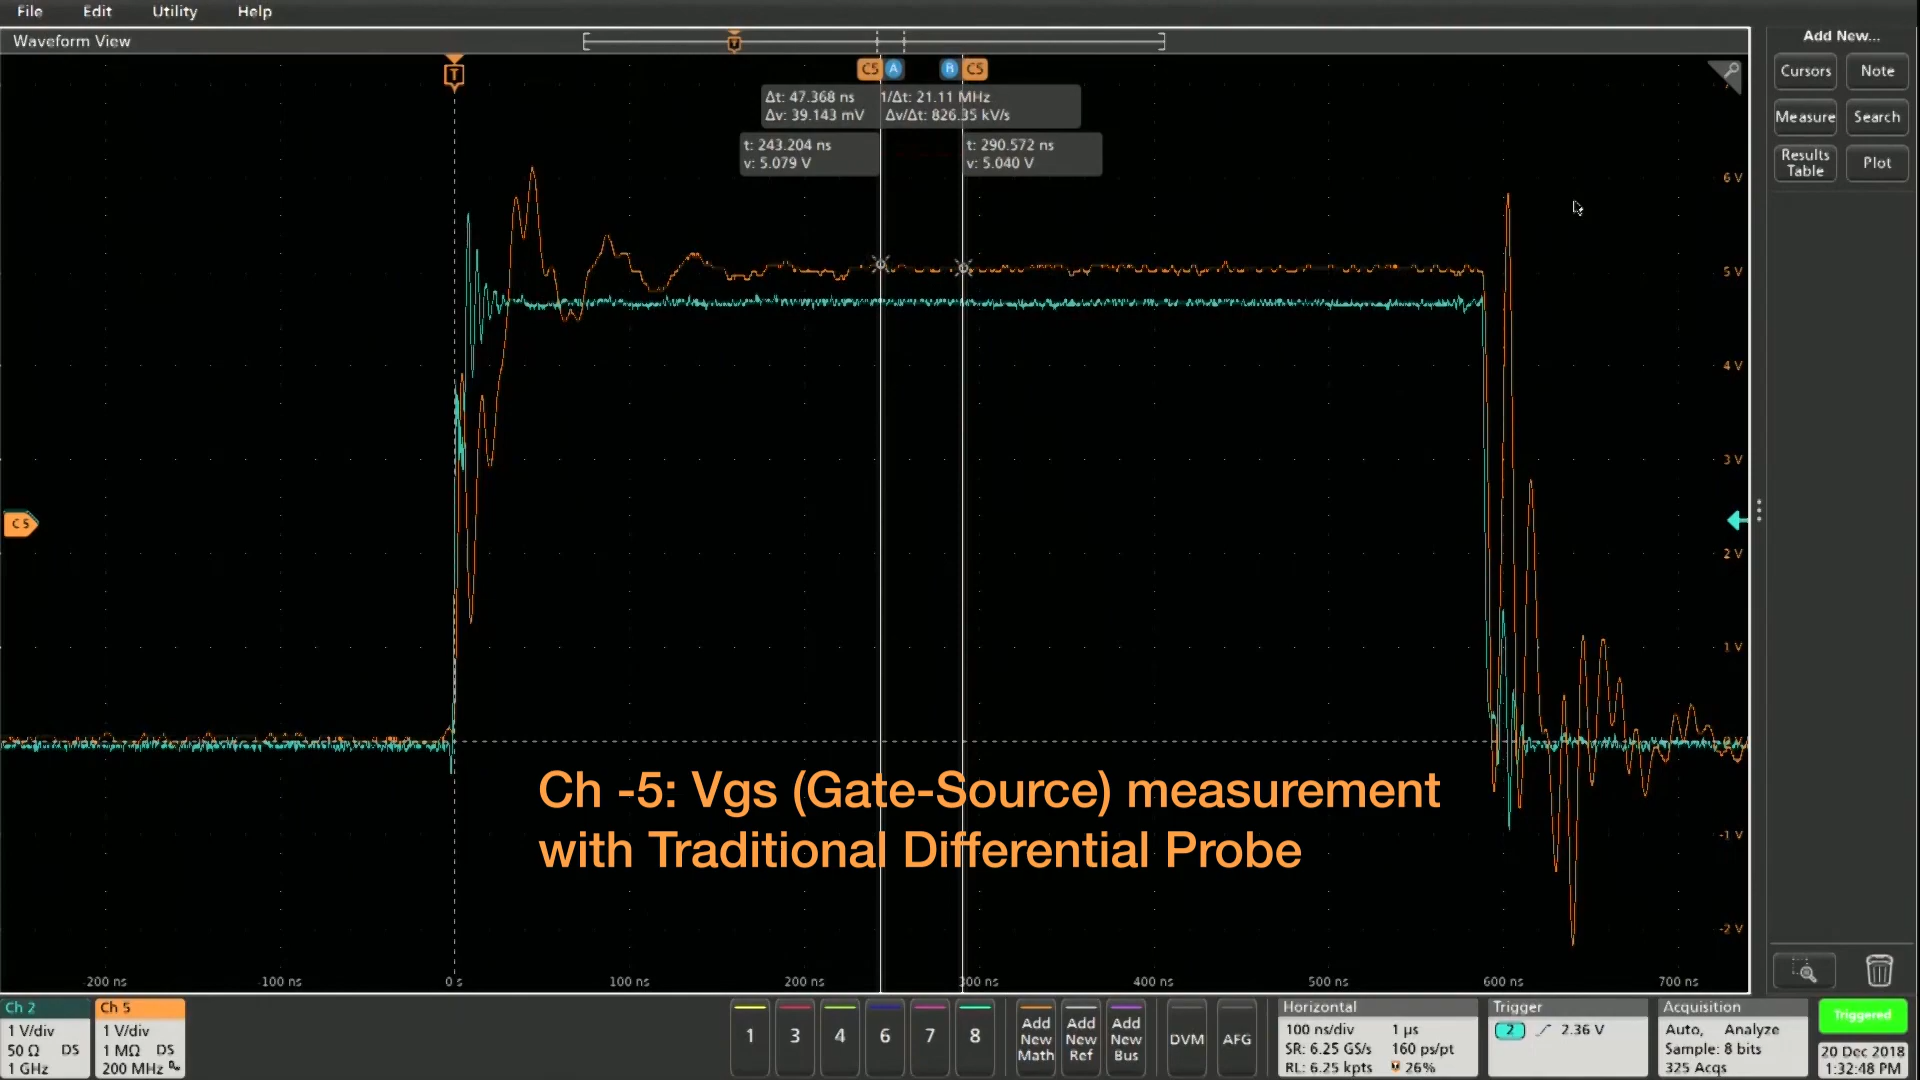 File Edit Utility Help
Waveform View
Add New...
Cursors Note
Measure Search
Results Table Plot
T
C5 A B C5
Δt: 47.368 ns 1/Δt: 21.11 MHz
Δv: 39.143 mV Δv/Δt: 826.35 kV/s
t: 243.204 ns
v: 5.079 V
t: 290.572 ns
v: 5.040 V
6 V
5 V
4 V
3 V
C 5
2 V
1 V
0 V
-1 V
-2 V
Ch -5: Vgs (Gate-Source) measurement
with Traditional Differential Probe
-200 ns -100 ns 0 s 100 ns 200 ns 300 ns 400 ns 500 ns 600 ns 700 ns
Ch 2
1 V/div
50 Ω DS
1 GHz
Ch 5
1 V/div
1 MΩ DS
200 MHz
1 3 4 6 7 8
Add New Math
Add New Ref
Add New Bus
DVM AFG
Horizontal
100 ns/div 1 µs
SR: 6.25 GS/s 160 ps/pt
RL: 6.25 kpts 26%
Trigger
2 2.36 V
Acquisition
Auto, Analyze
Sample: 8 bits
325 Acqs
Triggered
20 Dec 2018
1:32:48 PM